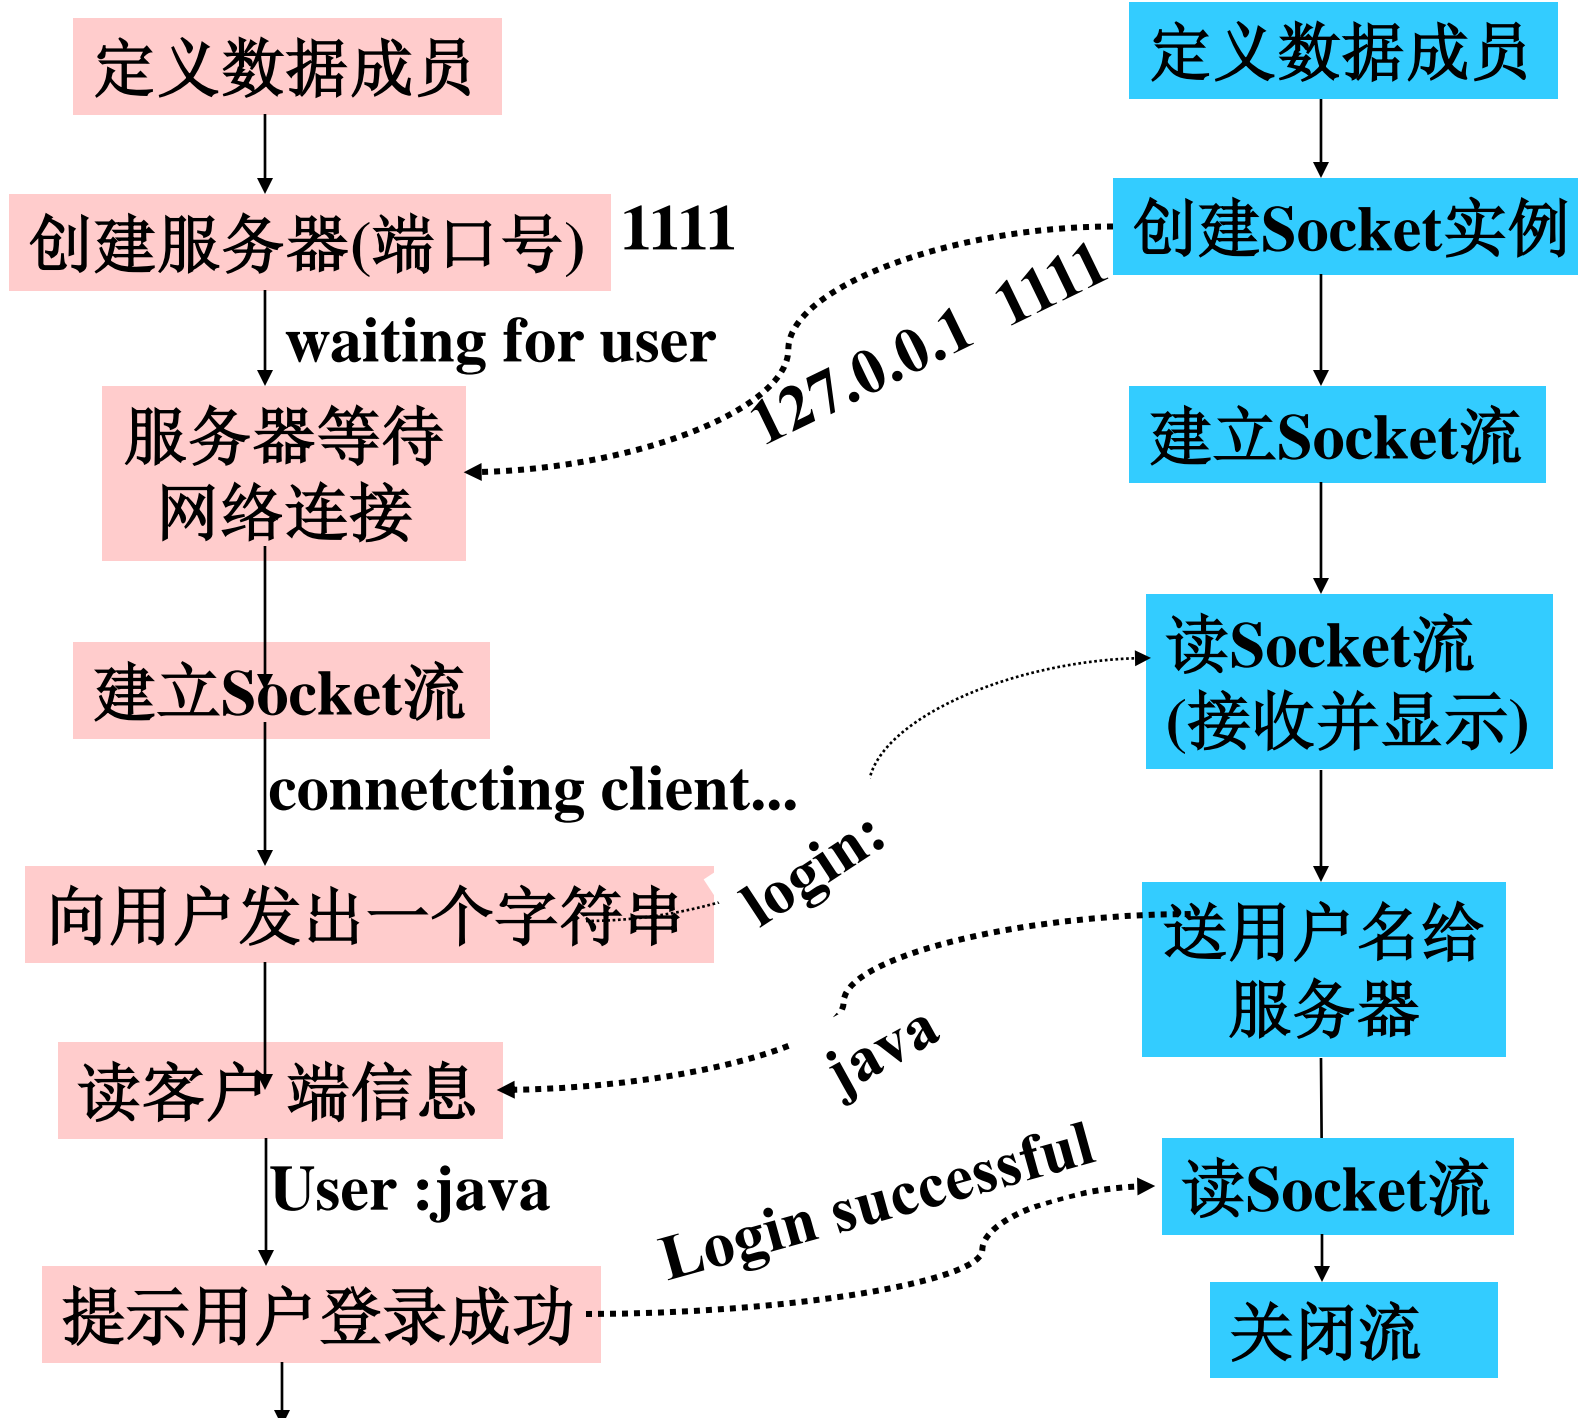 定义数据成员
创建服务器(端口号)
1111
waiting for user
服务器等待
网络连接
建立Socket流
connetcting client...
向用户发出一个字符串
读客户 端信息
User :java
提示用户登录成功
127.0.0.1 1111
login:
java
Login successful
定义数据成员
创建Socket实例
建立Socket流
读Socket流
(接收并显示)
送用户名给
服务器
读Socket流
关闭流